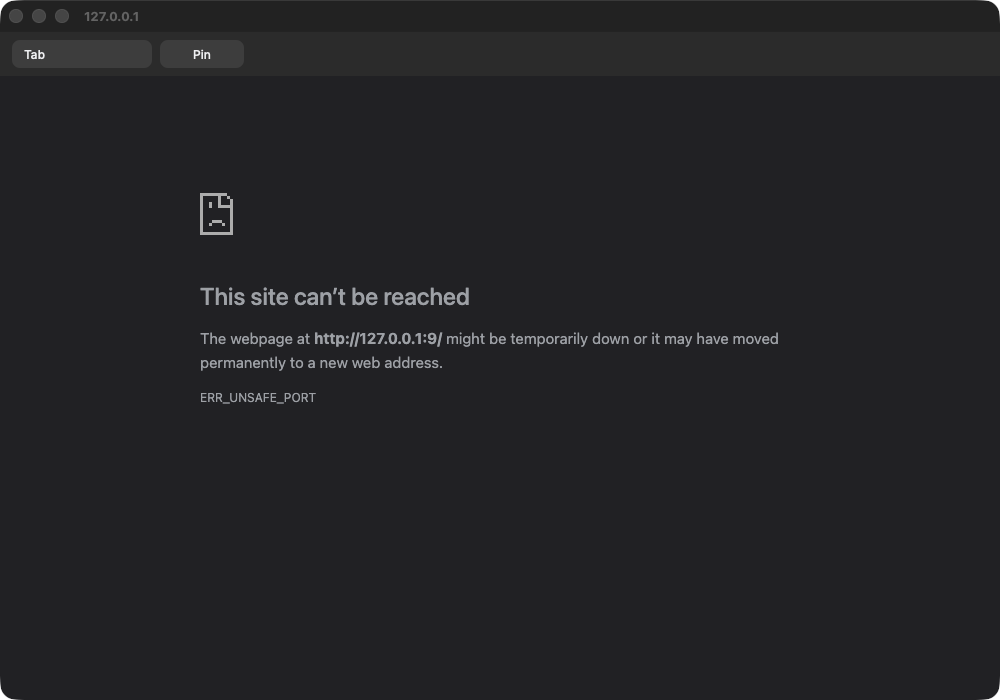 127.0.0.1
Tab
Pin
This site can’t be reached
The webpage at http://127.0.0.1:9/ might be temporarily down or it may have moved
permanently to a new web address.
ERR_UNSAFE_PORT